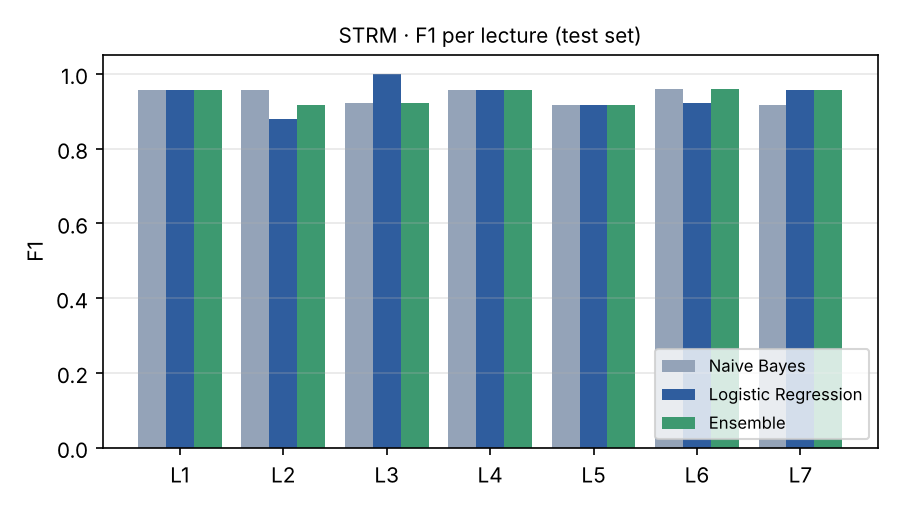 STRM · F1 per lecture (test set)
F1
1.0
0.8
0.6
0.4
0.2
0.0
L1 L2 L3 L4 L5 L6 L7
Naive Bayes
Logistic Regression
Ensemble